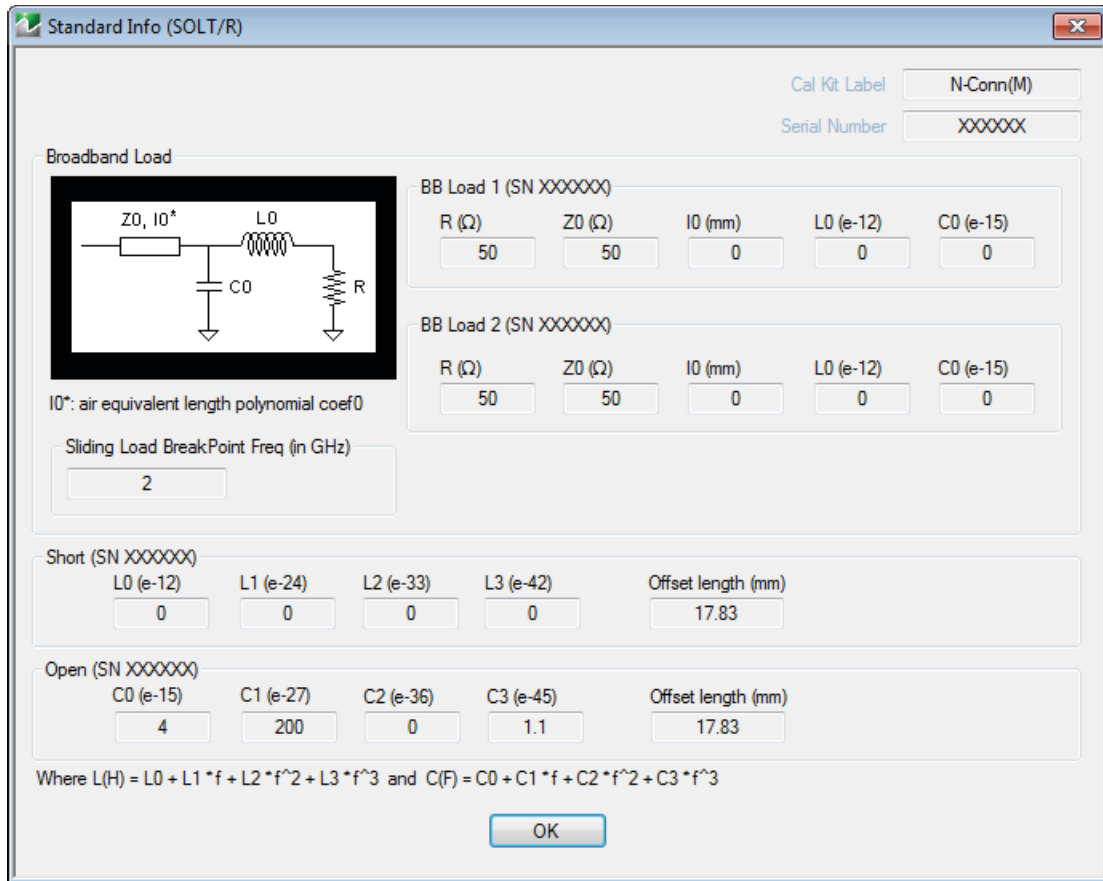 Standard Info (SOLT/R)
Cal Kit Label N-Conn(M)
Serial Number XXXXXX
Broadband Load
Z0, I0*
L0
C0
R
I0*: air equivalent length polynomial coef0
BB Load 1 (SN XXXXXX)
R (Ω) Z0 (Ω) I0 (mm) L0 (e-12) C0 (e-15)
50 50 0 0 0
BB Load 2 (SN XXXXXX)
R (Ω) Z0 (Ω) I0 (mm) L0 (e-12) C0 (e-15)
50 50 0 0 0
Sliding Load BreakPoint Freq (in GHz)
2
Short (SN XXXXXX)
L0 (e-12) L1 (e-24) L2 (e-33) L3 (e-42) Offset length (mm)
0 0 0 0 17.83
Open (SN XXXXXX)
C0 (e-15) C1 (e-27) C2 (e-36) C3 (e-45) Offset length (mm)
4 200 0 1.1 17.83
Where L(H) = L0 + L1 *f + L2 *f^2 + L3 *f^3 and C(F) = C0 + C1 *f + C2 *f^2 + C3 *f^3
OK